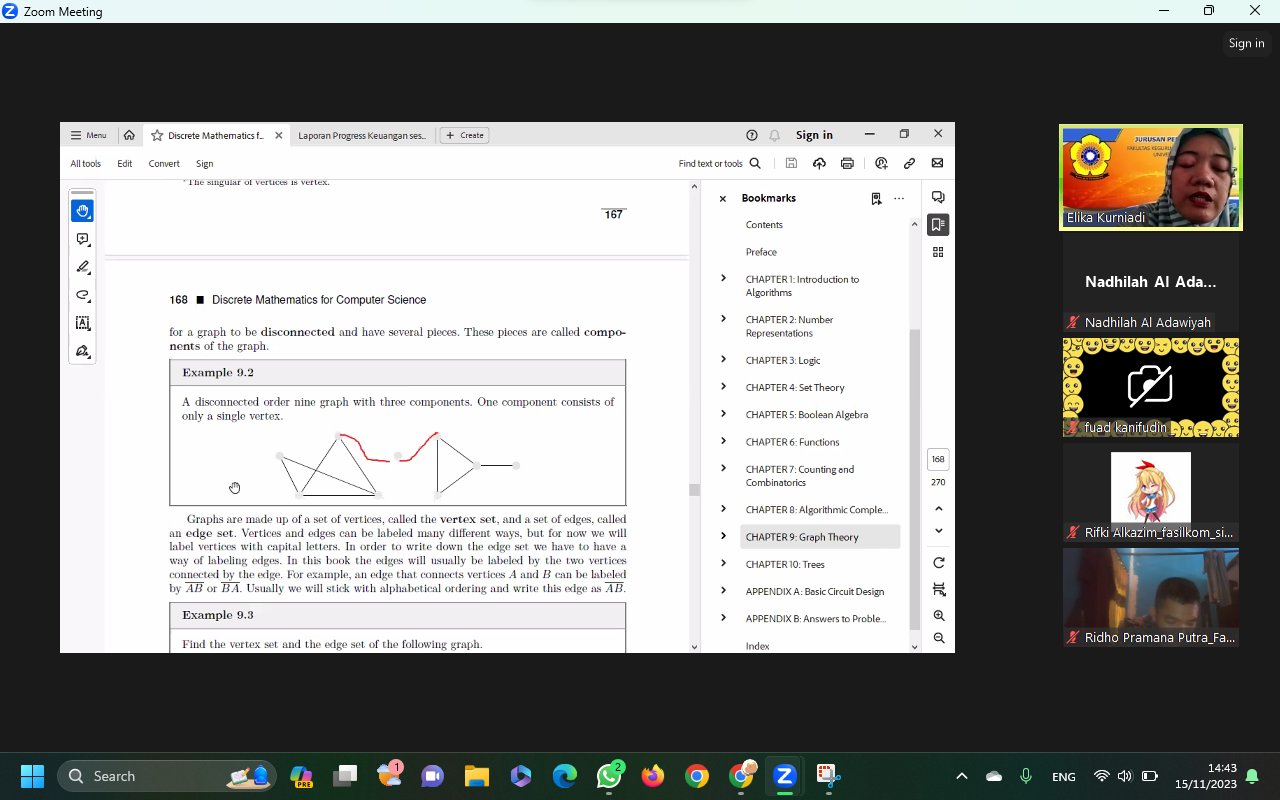 Zoom Meeting
Sign in
Menu
Discrete Mathematics f...
Laporan Progress Keuangan ses...
+ Create
Sign in
All tools
Edit
Convert
Sign
Find text or tools
* The singular of vertices is vertex.
167
168 ■ Discrete Mathematics for Computer Science
for a graph to be disconnected and have several pieces. These pieces are called compo-
nents of the graph.
Example 9.2
A disconnected order nine graph with three components. One component consists of
only a single vertex.
Graphs are made up of a set of vertices, called the vertex set, and a set of edges, called
an edge set. Vertices and edges can be labeled many different ways, but for now we will
label vertices with capital letters. In order to write down the edge set we have to have a
way of labeling edges. In this book the edges will usually be labeled by the two vertices
connected by the edge. For example, an edge that connects vertices A and B can be labeled
by A̅B̅ or B̅A̅. Usually we will stick with alphabetical ordering and write this edge as A̅B̅.
Example 9.3
Find the vertex set and the edge set of the following graph.
Bookmarks
Contents
Preface
CHAPTER 1: Introduction to
Algorithms
CHAPTER 2: Number
Representations
CHAPTER 3: Logic
CHAPTER 4: Set Theory
CHAPTER 5: Boolean Algebra
CHAPTER 6: Functions
CHAPTER 7: Counting and
Combinatorics
CHAPTER 8: Algorithmic Comple...
CHAPTER 9: Graph Theory
CHAPTER 10: Trees
APPENDIX A: Basic Circuit Design
APPENDIX B: Answers to Proble...
Index
168
270
JURUSAN PE
FAKULTAS KEGURU
UNIVER
Elika Kurniadi
Nadhilah Al Ada...
Nadhilah Al Adawiyah
fuad kanifudin
Rifki Alkazim_fasilkom_si...
Ridho Pramana Putra_Fa...
Search
PRE
1
2
ENG
14:43
15/11/2023